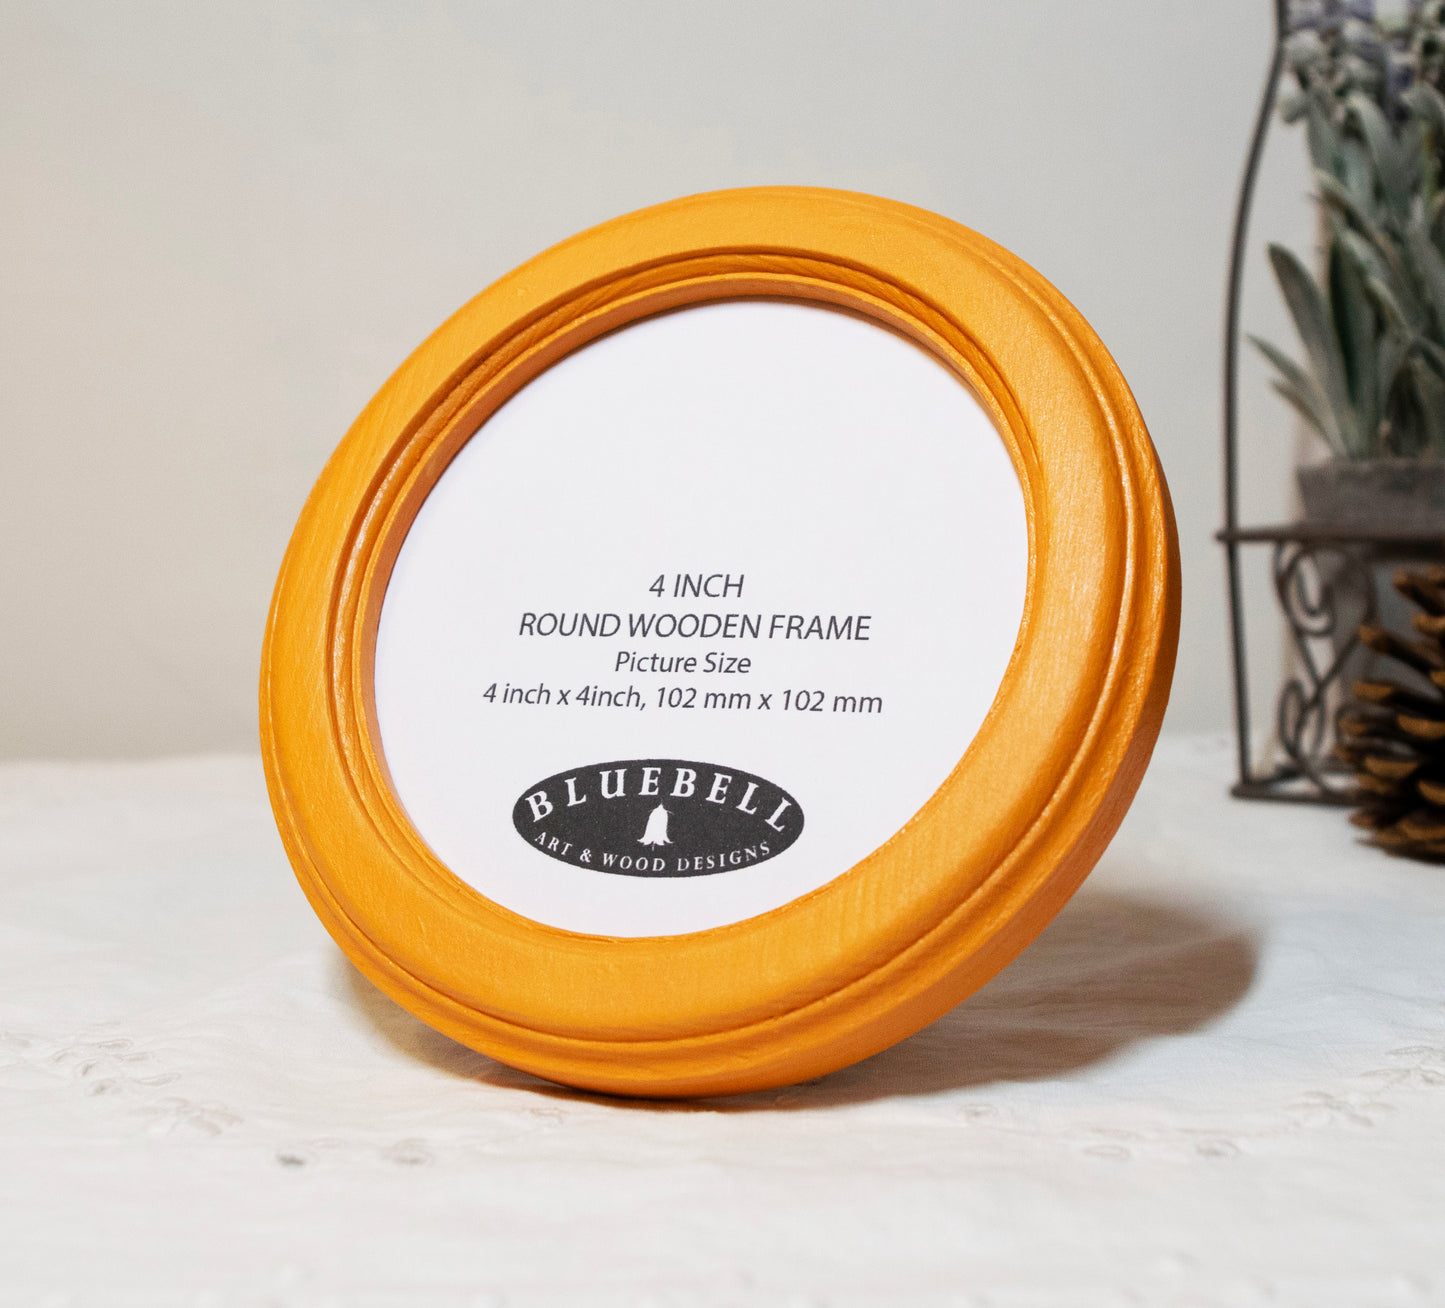 4 INCH
ROUND WOODEN FRAME
Picture Size
4 inch x 4inch, 102 mm x 102 mm
BLUEBELL
ART & WOOD DESIGNS